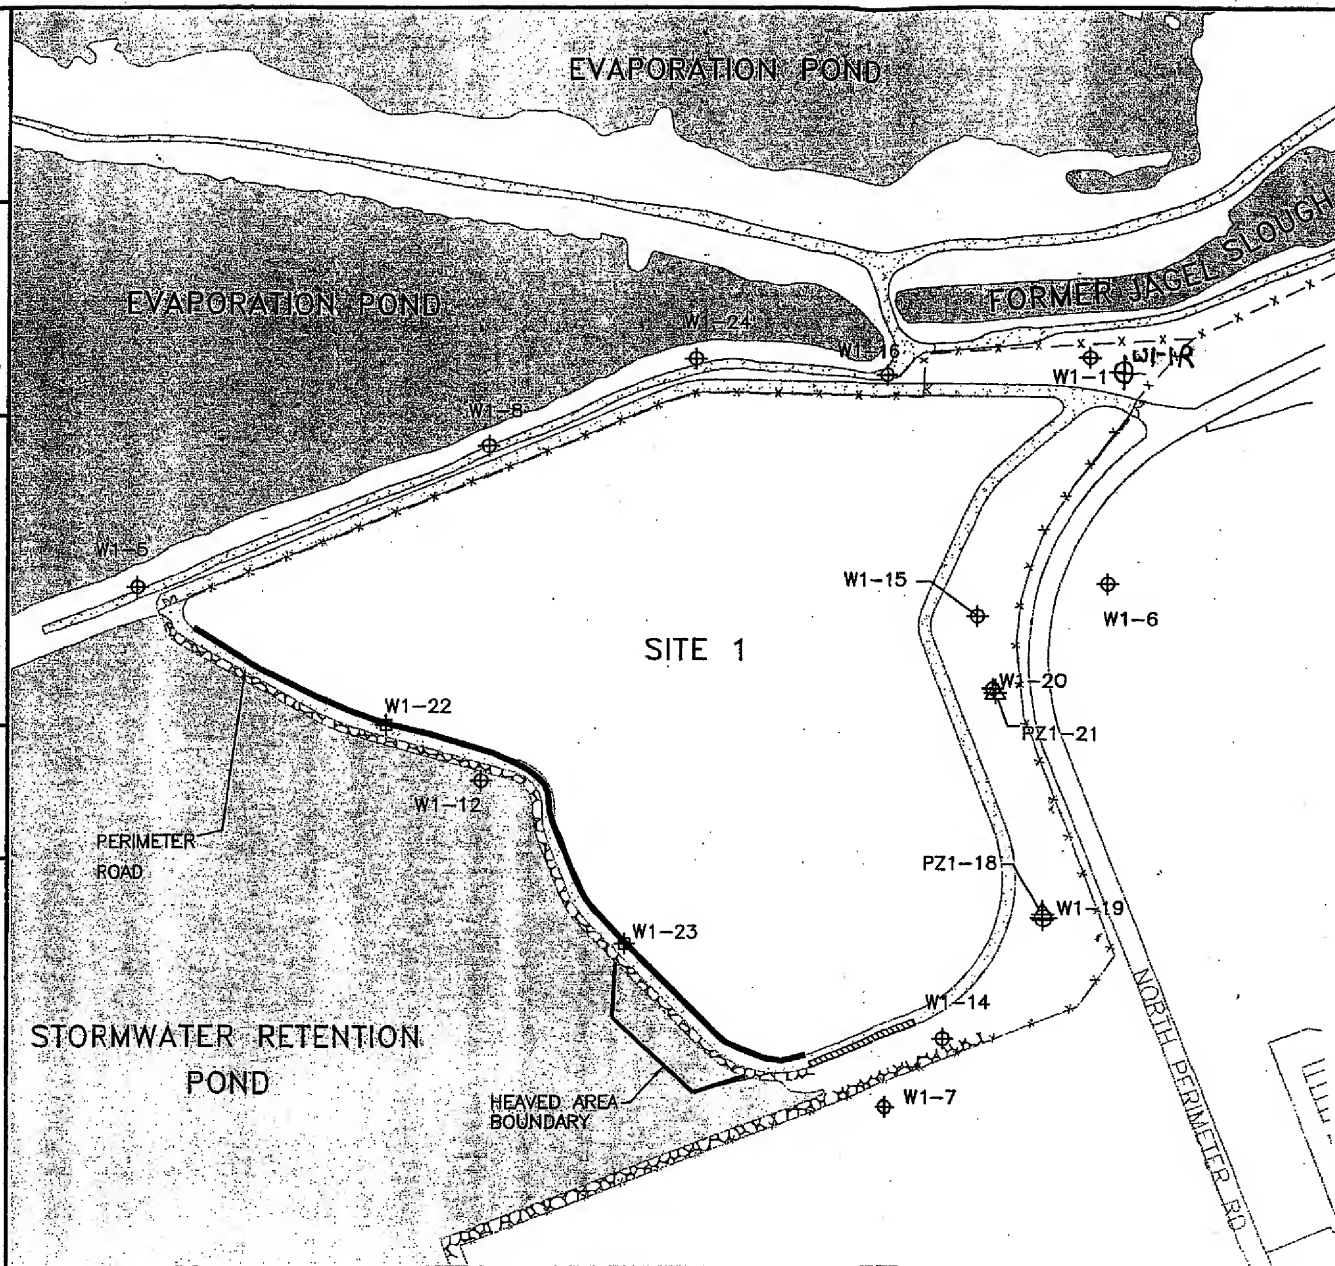 EVAPORATION POND
FORMER JAGEL SLOUGH
EVAPORATION POND
W1-24
W1-16
W1-1
W1-1R
W1-8
W1-5
W1-15
W1-6
SITE 1
W1-20
PZ1-21
W1-22
W1-12
PERIMETER
ROAD
PZ1-18
W1-19
W1-23
W1-14
NORTH PERIMETER RD
STORMWATER RETENTION
POND
HEAVED AREA
BOUNDARY
W1-7